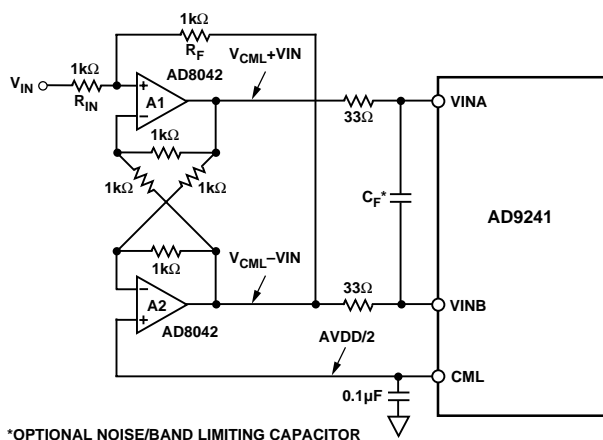 1kΩ
R_F
1kΩ
V_IN
R_IN
AD8042
+
A1
−
V_CML+VIN
33Ω
VINA
1kΩ
1kΩ
1kΩ
C_F*
AD9241
1kΩ
V_CML−VIN
33Ω
−
A2
+
AD8042
VINB
AVDD/2
CML
0.1µF
*OPTIONAL NOISE/BAND LIMITING CAPACITOR